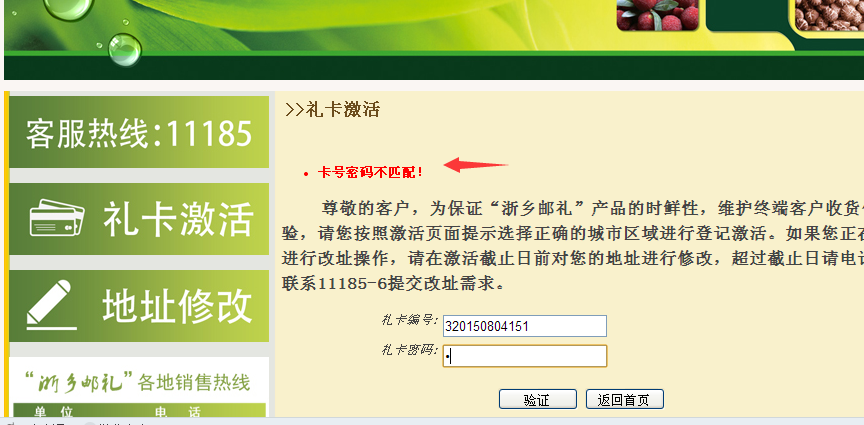 客服热线:11185
礼卡激活
地址修改
“浙乡邮礼”各地销售热线
单 位 电 话
>>礼卡激活
• 卡号密码不匹配！
尊敬的客户，为保证“浙乡邮礼”产品的时鲜性，维护终端客户收货
验，请您按照激活页面提示选择正确的城市区域进行登记激活。如果您正在
进行改址操作，请在激活截止日前对您的地址进行修改，超过截止日请电话
联系11185-6提交改址需求。
礼卡编号: 320150804151
礼卡密码: •
验证 返回首页